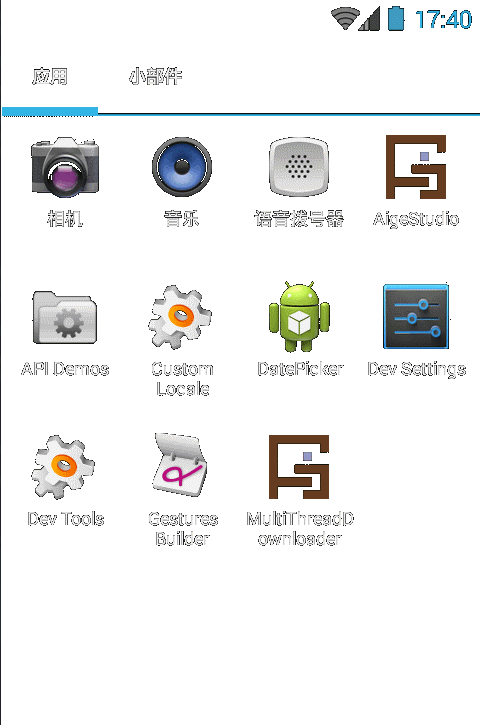 17:40
应用 小部件
相机 音乐 语音拨号器 AigeStudio
API Demos Custom Locale DatePicker Dev Settings
Dev Tools Gestures Builder MultiThreadDownloader